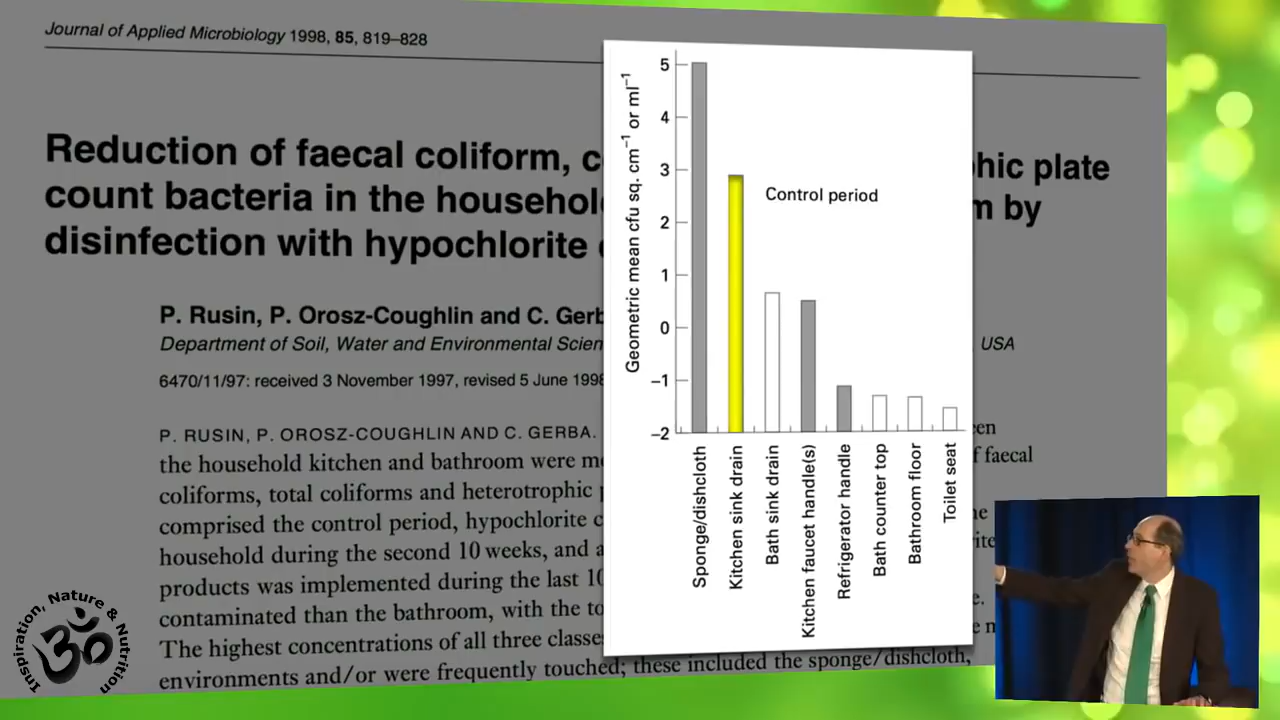 Journal of Applied Microbiology 1998, 85, 819–828
Reduction of faecal coliform, c
phic plate
count bacteria in the househol
m by
disinfection with hypochlorite
P. Rusin, P. Orosz-Coughlin and C. Gerb
Department of Soil, Water and Environmental Scien
USA
6470/11/97: received 3 November 1997, revised 5 June 1998
P. RUSIN, P. OROSZ-COUGHLIN AND C. GERBA.
the household kitchen and bathroom were
f faecal
coliforms, total coliforms and heterotrophic
comprised the control period, hypochlorite
household during the second 10 weeks, and
products was implemented during the last
contaminated than the bathroom, with the
The highest concentrations of all three
environments and/or were frequently touched; these included the sponge/dishcloth,
Geometric mean cfu sq. cm⁻¹ or ml⁻¹
5
4
3
2
1
0
–1
–2
Control period
Sponge/dishcloth
Kitchen sink drain
Bath sink drain
Kitchen faucet handle(s)
Refrigerator handle
Bath counter top
Bathroom floor
Toilet seat
Inspiration, Nature & Nutrition
ॐ